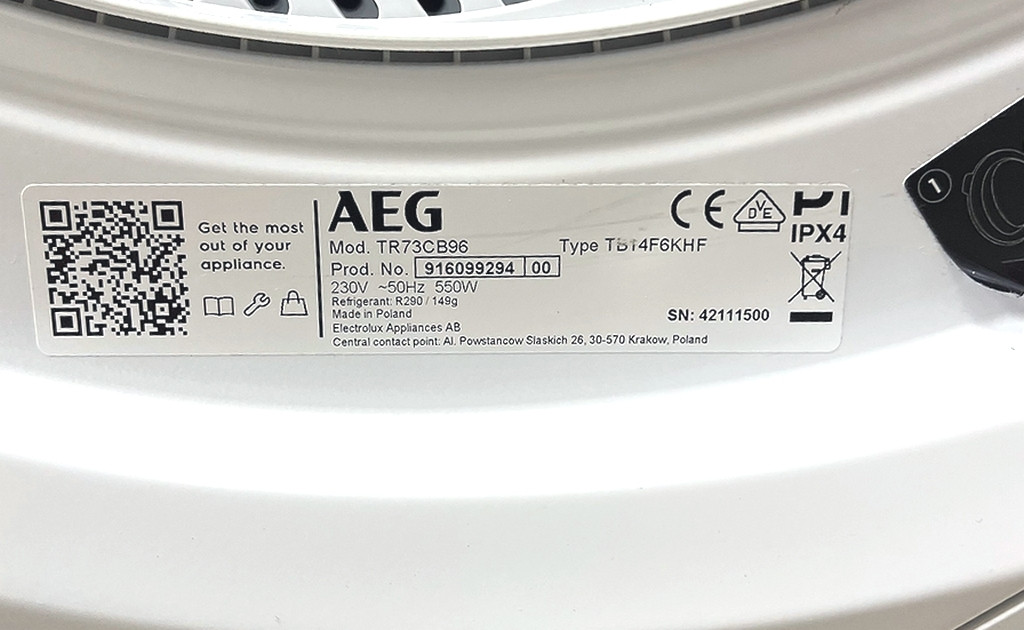 Get the most
out of your
appliance.
AEG
Mod. TR73CB96
Type
Prod. No. 916099294 00
230V ~50Hz 550W
Refrigerant: R290 / 149g
Made in Poland
Electrolux Appliances AB
Central contact point: Al. Powstancow Slaskich 26, 30-570 Krakow, Poland
SN: 42111500
CE
DVE
IPX4
1